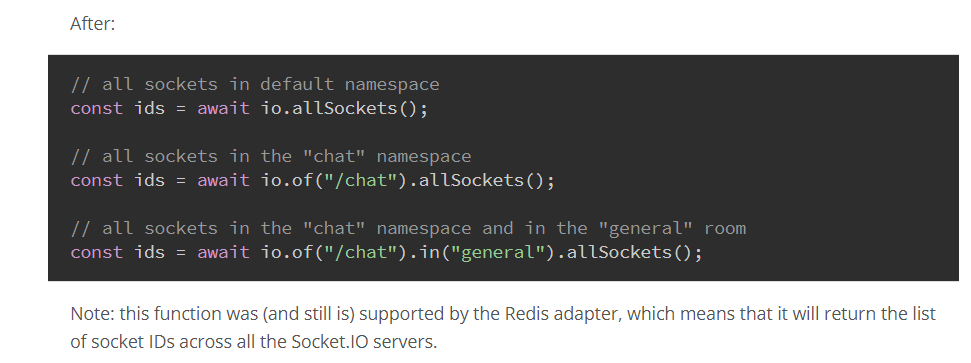 After:
// all sockets in default namespace
const ids = await io.allSockets();
// all sockets in the "chat" namespace
const ids = await io.of("/chat").allSockets();
// all sockets in the "chat" namespace and in the "general" room
const ids = await io.of("/chat").in("general").allSockets();
Note: this function was (and still is) supported by the Redis adapter, which means that it will return the list
of socket IDs across all the Socket.IO servers.